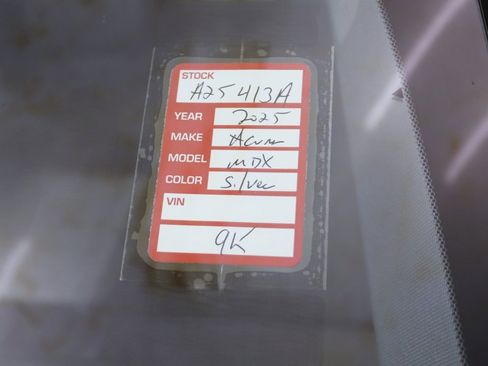 STOCK
A25413A
YEAR 2025
MAKE Acura
MODEL MDX
COLOR Silver
VIN
9K